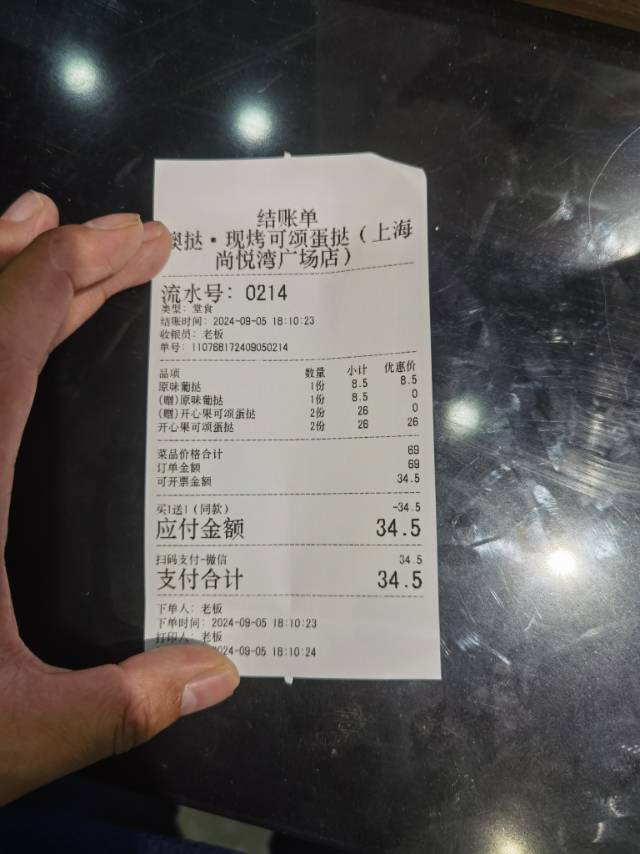 结账单
澳挞·现烤可颂蛋挞（上海
尚悦湾广场店）
流水号: 0214
类型: 堂食
结账时间: 2024-09-05 18:10:23
收银员: 老板
单号: 110768172409050214
品项 数量 小计 优惠价
原味葡挞 1份 8.5 8.5
(赠)原味葡挞 1份 8.5 0
(赠)开心果可颂蛋挞 2份 26 0
开心果可颂蛋挞 2份 26 26
菜品价格合计 69
订单金额 69
可开票金额 34.5
买1送1(同款) -34.5
应付金额 34.5
扫码支付-微信 34.5
支付合计 34.5
下单人: 老板
下单时间: 2024-09-05 18:10:23
打印人: 老板
24-09-05 18:10:24